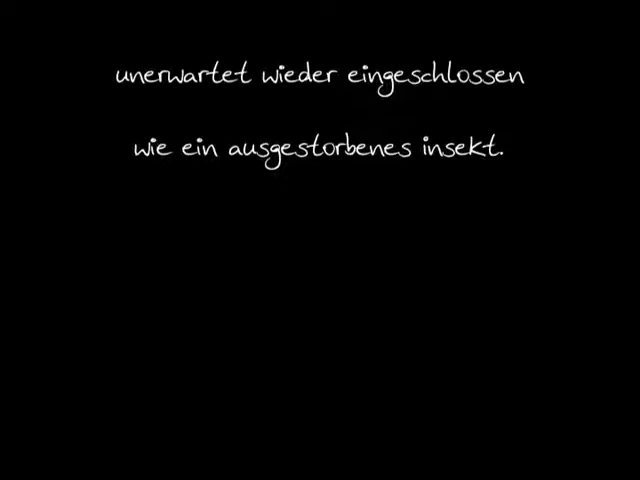 unerwartet wieder eingeschlossen
wie ein ausgestorbenes insekt.